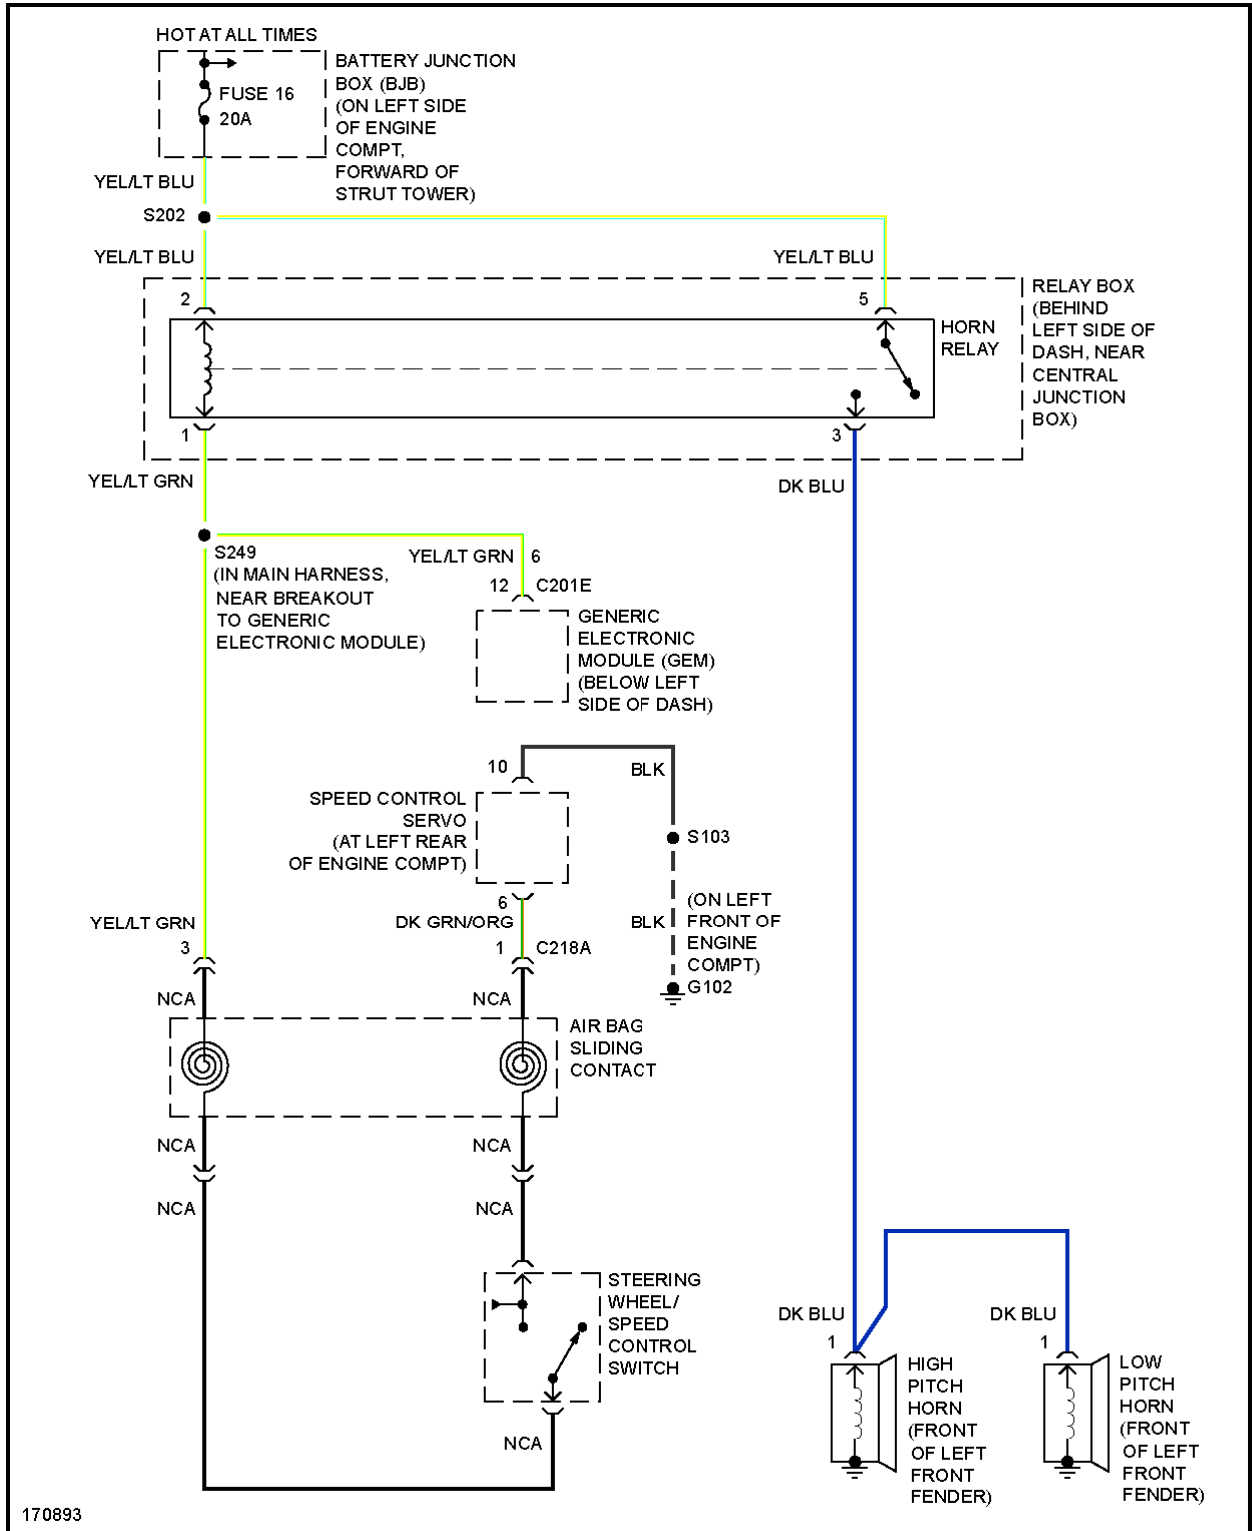 HOT AT ALL TIMES
BATTERY JUNCTION
BOX (BJB)
(ON LEFT SIDE
OF ENGINE
COMPT,
FORWARD OF
STRUT TOWER)
FUSE 16
20A
YEL/LT BLU
S202
YEL/LT BLU
YEL/LT BLU
2
5
RELAY BOX
(BEHIND
LEFT SIDE OF
DASH, NEAR
CENTRAL
JUNCTION
BOX)
HORN
RELAY
1
3
YEL/LT GRN
DK BLU
S249
(IN MAIN HARNESS,
NEAR BREAKOUT
TO GENERIC
ELECTRONIC MODULE)
YEL/LT GRN 6
12 C201E
GENERIC
ELECTRONIC
MODULE (GEM)
(BELOW LEFT
SIDE OF DASH)
10
BLK
SPEED CONTROL
SERVO
(AT LEFT REAR
OF ENGINE COMPT)
S103
6
DK GRN/ORG
BLK
(ON LEFT
FRONT OF
ENGINE
COMPT)
G102
YEL/LT GRN
3
1 C218A
NCA
NCA
AIR BAG
SLIDING
CONTACT
NCA
NCA
NCA
NCA
STEERING
WHEEL/
SPEED
CONTROL
SWITCH
NCA
DK BLU
1
DK BLU
1
HIGH
PITCH
HORN
(FRONT
OF LEFT
FRONT
FENDER)
LOW
PITCH
HORN
(FRONT
OF LEFT
FRONT
FENDER)
170893